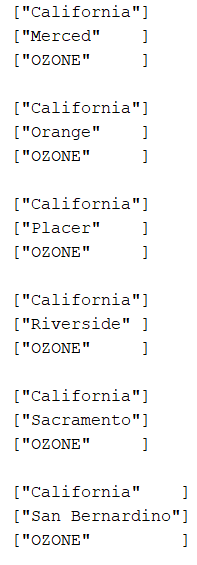 ["California"]
["Merced"    ]
["OZONE"     ]

["California"]
["Orange"    ]
["OZONE"     ]

["California"]
["Placer"    ]
["OZONE"     ]

["California"]
["Riverside" ]
["OZONE"     ]

["California"]
["Sacramento"]
["OZONE"     ]

["California"    ]
["San Bernardino"]
["OZONE"         ]